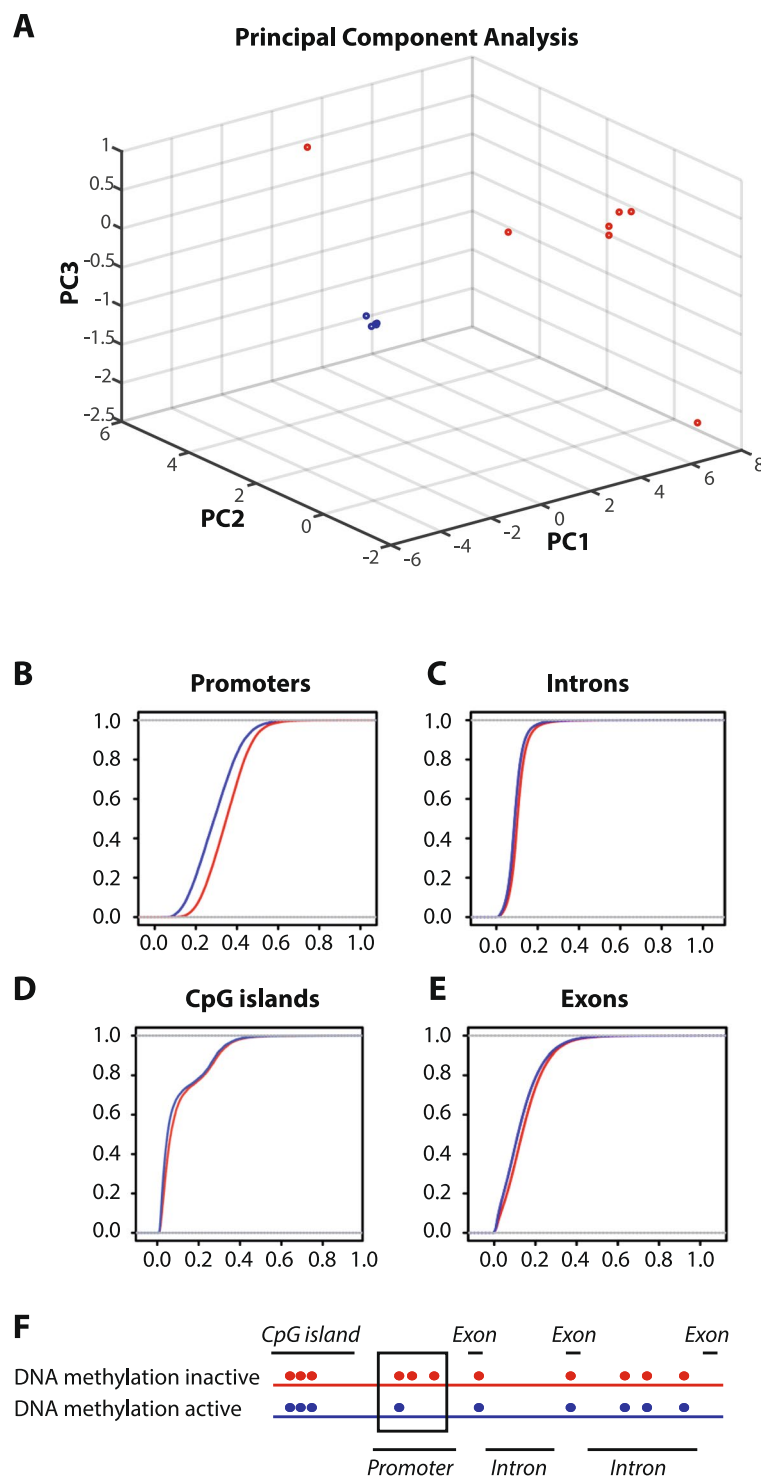 A
Principal Component Analysis
1
0.5
0
-0.5
-1
-1.5
-2
-2.5
PC3
6
4
2
0
-2
PC2
-6
-4
-2
0
2
4
6
8
PC1
B
Promoters
1.0
0.8
0.6
0.4
0.2
0.0
0.0 0.2 0.4 0.6 0.8 1.0
C
Introns
1.0
0.8
0.6
0.4
0.2
0.0
0.0 0.2 0.4 0.6 0.8 1.0
D
CpG islands
1.0
0.8
0.6
0.4
0.2
0.0
0.0 0.2 0.4 0.6 0.8 1.0
E
Exons
1.0
0.8
0.6
0.4
0.2
0.0
0.0 0.2 0.4 0.6 0.8 1.0
F
CpG island Exon Exon Exon
DNA methylation inactive
DNA methylation active
Promoter Intron Intron